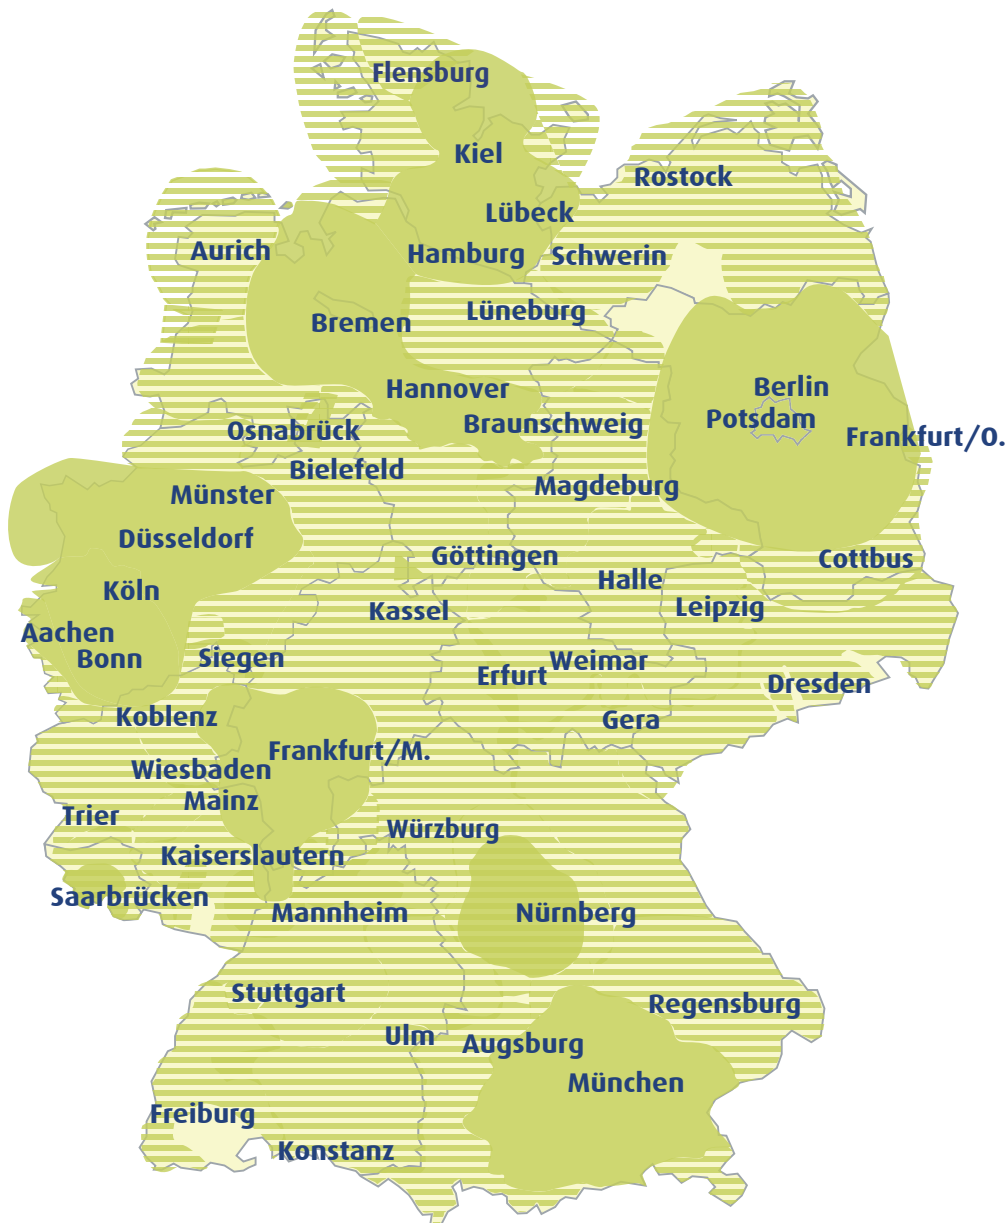 Flensburg
Kiel
Rostock
Lübeck
Aurich
Hamburg
Schwerin
Lüneburg
Bremen
Hannover
Berlin
Braunschweig
Potsdam
Osnabrück
Frankfurt/O.
Bielefeld
Magdeburg
Münster
Düsseldorf
Göttingen
Cottbus
Halle
Köln
Kassel
Leipzig
Aachen
Bonn
Siegen
Weimar
Erfurt
Dresden
Koblenz
Gera
Frankfurt/M.
Wiesbaden
Mainz
Trier
Würzburg
Kaiserslautern
Saarbrücken
Mannheim
Nürnberg
Stuttgart
Regensburg
Ulm
Augsburg
München
Freiburg
Konstanz